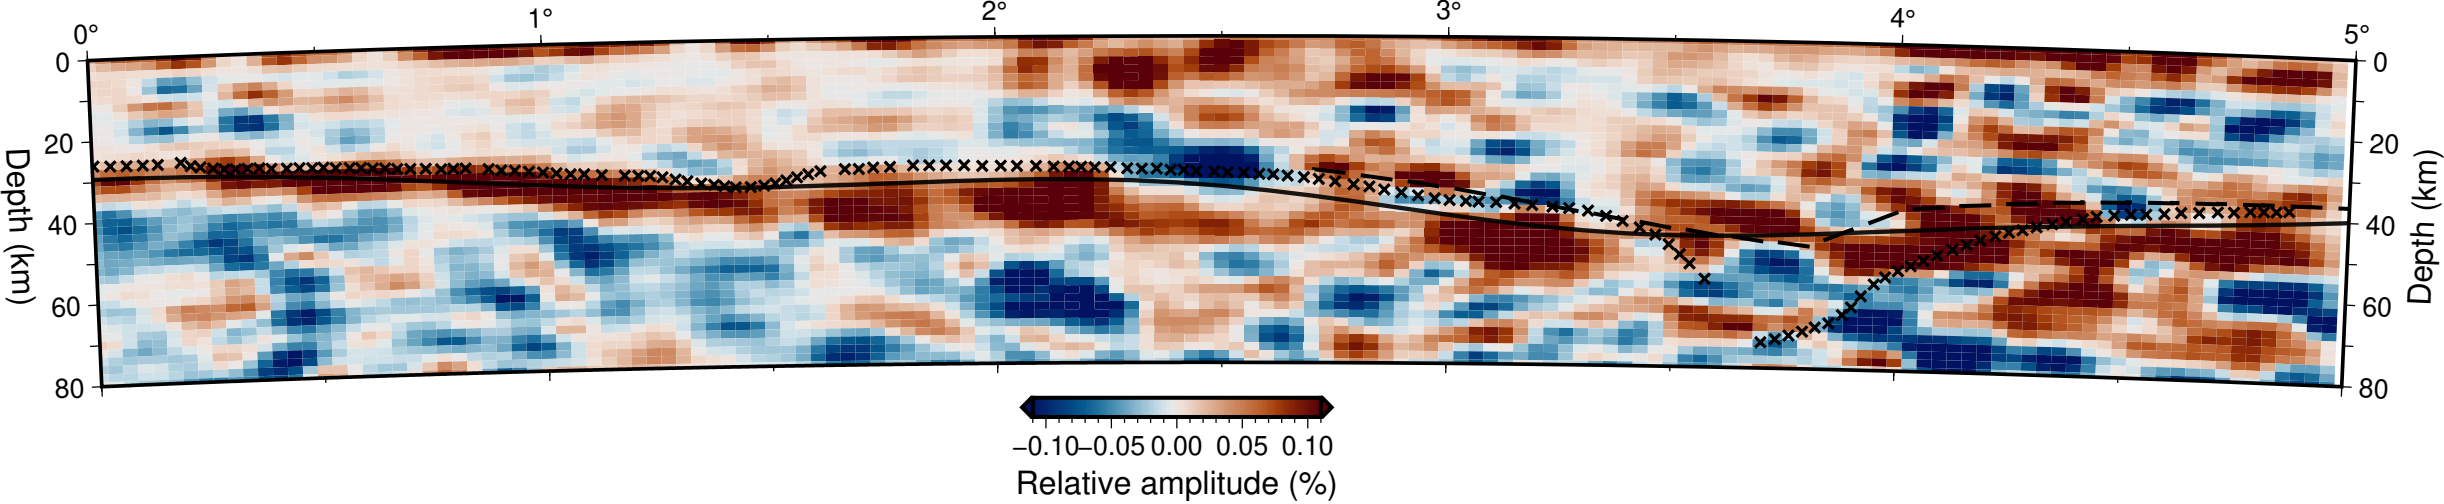 0° 1° 2° 3° 4° 5°
0 0
20 20
40 40
60 60
80 80
Depth (km) Depth (km)
−0.10 −0.05 0.00 0.05 0.10
Relative amplitude (%)